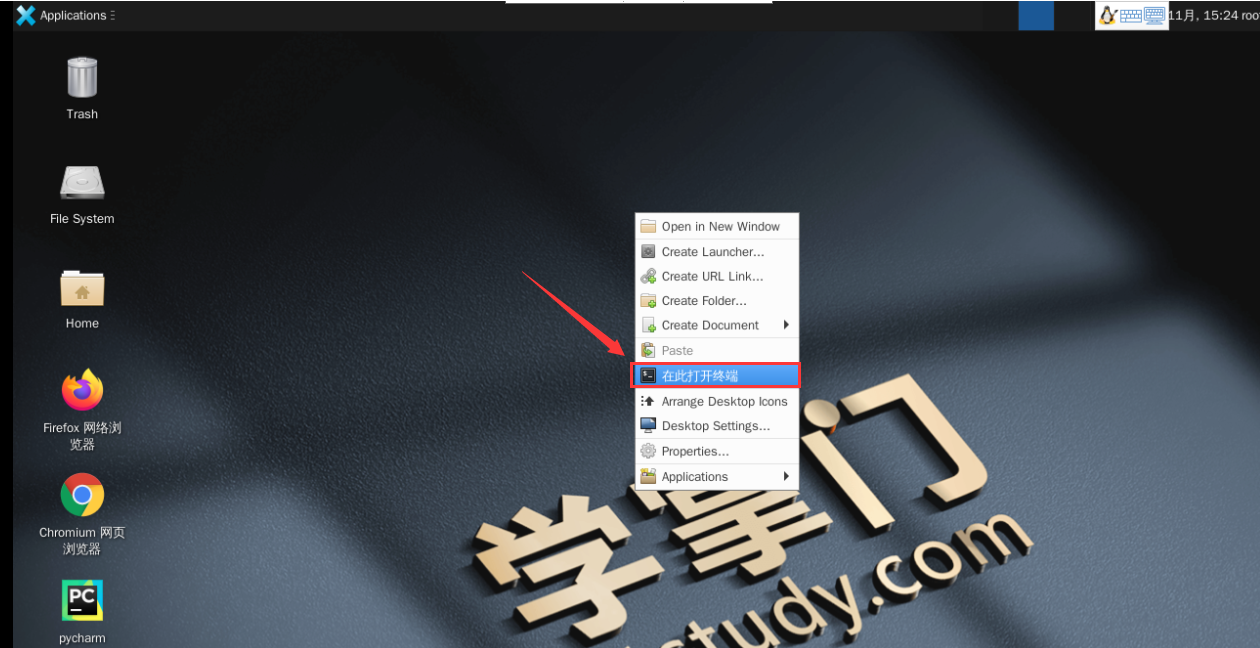 Applications
11月, 15:24 roo
Trash
File System
Home
Firefox 网络浏
览器
Chromium 网页
浏览器
PC
pycharm
Open in New Window
Create Launcher...
Create URL Link...
Create Folder...
Create Document
Paste
在此打开终端
Arrange Desktop Icons
Desktop Settings...
Properties...
Applications
学掌门
study.com